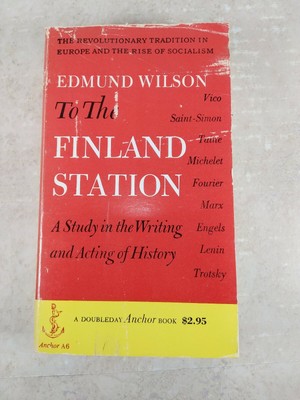 THE REVOLUTIONARY TRADITION IN
EUROPE AND THE RISE OF SOCIALISM
EDMUND WILSON
To The
FINLAND
STATION
A Study in the Writing
and Acting of History
Vico
Saint-Simon
Taine
Michelet
Fourier
Marx
Engels
Lenin
Trotsky
A DOUBLEDAY Anchor BOOK $2.95
Anchor A6